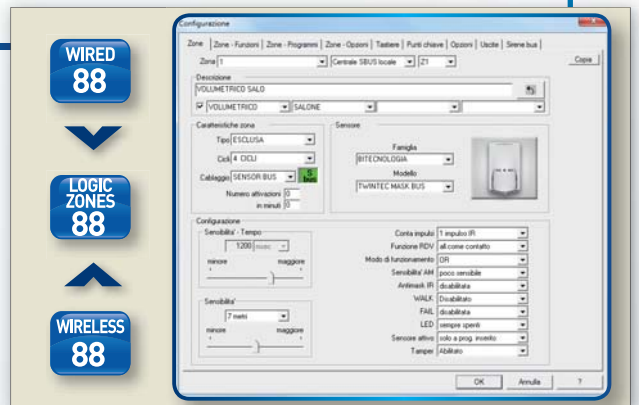 WIRED
88
LOGIC
ZONES
88
WIRELESS
88
Configurazione
Zone Zone - Funzioni Zone - Programmi Zone - Opzioni Tastiere Punti chiave Opzioni Uscite Sirene bus
Zona 1 Centrale SBUS locale Z1 Copia
Descrizione
VOLUMETRICO SALO
VOLUMETRICO SALONE
Caratteristiche zona
Tipo ESCLUSA
Cicli 4 CICLI
Cablaggio SENSOR BUS S bus
Numero attivazioni 0
in minuti 0
Sensore
Famiglia
BITECNOLOGIA
Modello
TWINTEC MASK BUS
Configurazione
Sensibilita' - Tempo
1200 msec
minore maggiore
Sensibilita'
7 metri
minore maggiore
Conta impulsi 1 impulso IR
Funzione RDV all.come contatto
Modo di funzionamento OR
Sensibilita' AM poco sensibile
Antimask IR disabilitata
WALK Disabilitato
FAIL disabilitata
LED sempre spenti
Sensore attivo solo a prog. inserito
Tamper Abilitato
OK Annulla ?